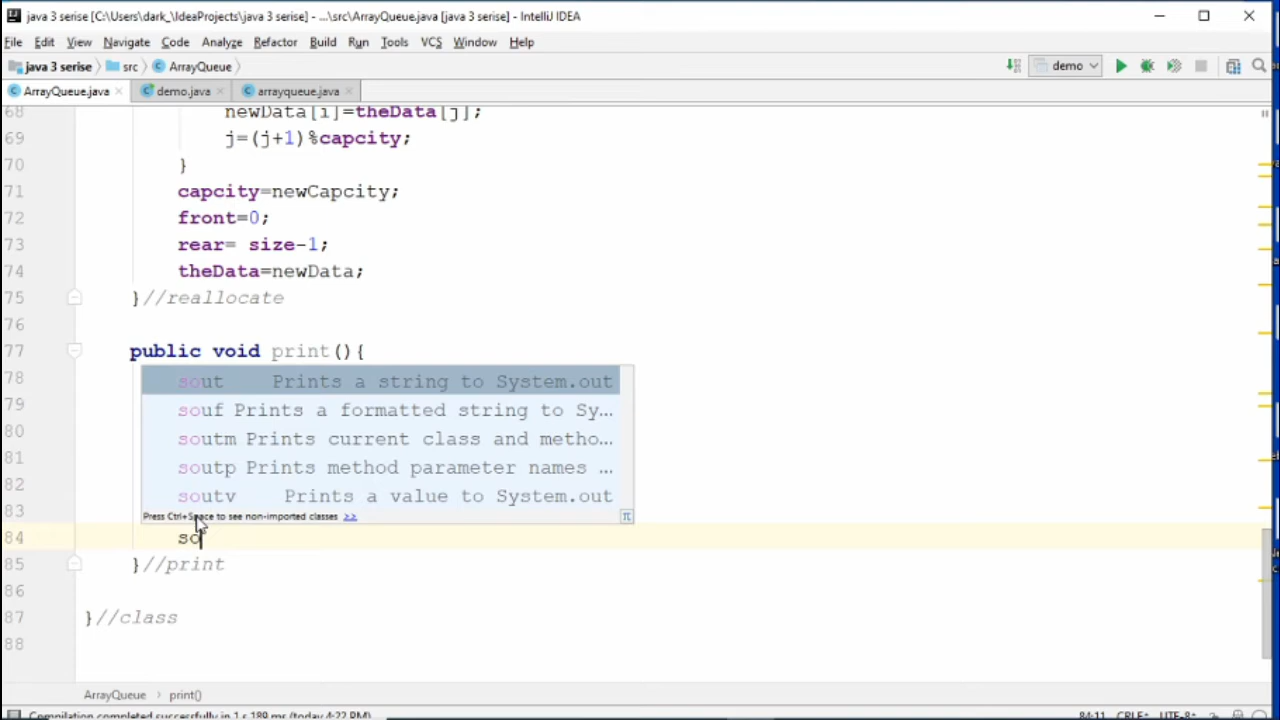 java 3 serise [C:\Users\dark_\IdeaProjects\java 3 serise] - ...\src\ArrayQueue.java [java 3 serise] - IntelliJ IDEA
File Edit View Navigate Code Analyze Refactor Build Run Tools VCS Window Help
java 3 serise src ArrayQueue demo
ArrayQueue.java demo.java arrayqueue.java
68 newData[i]=theData[j];
69 j=(j+1)%capcity;
70 }
71 capcity=newCapcity;
72 front=0;
73 rear= size-1;
74 theData=newData;
75 }//reallocate
76
77 public void print(){
78 sout Prints a string to System.out
79 souf Prints a formatted string to Sy...
80 soutm Prints current class and metho...
81 soutp Prints method parameter names ...
82 soutv Prints a value to System.out
83 Press Ctrl+Space to see non-imported classes >>
84 so
85 }//print
86
87 }//class
88
ArrayQueue > print()
Compilation completed successfully in 1 s 189 ms (today 4:22 PM) 84:11 CRLF UTF-8